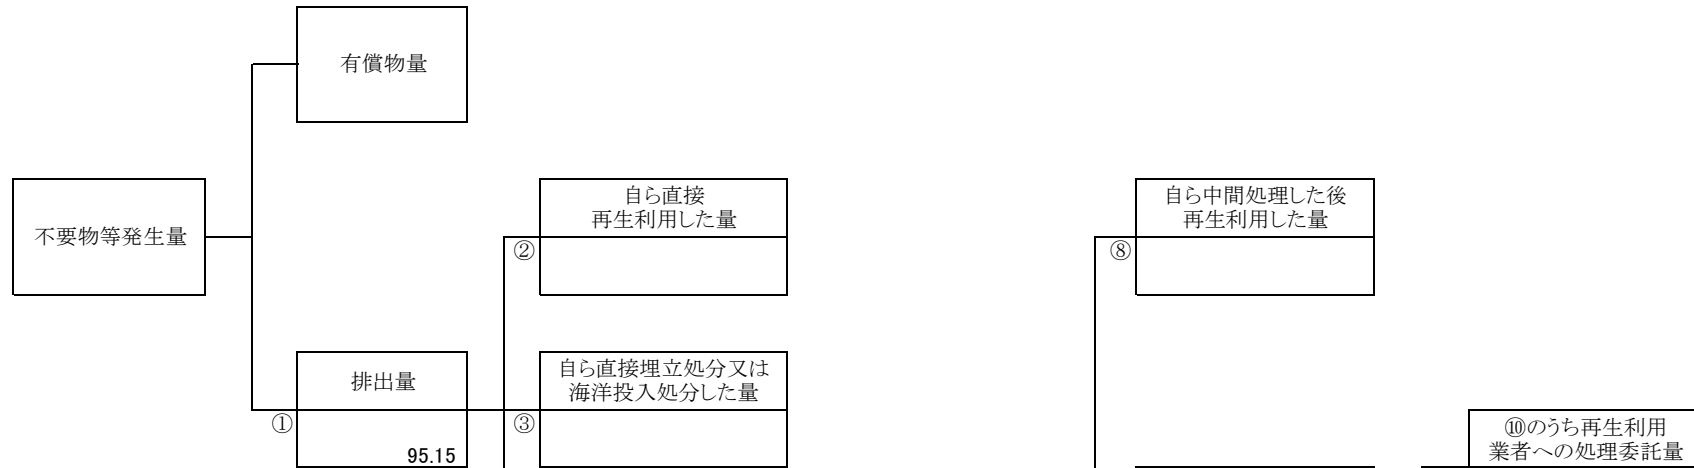 有償物量
不要物等発生量
自ら直接
再生利用した量
②
自ら中間処理した後
再生利用した量
⑧
排出量
①
95.15
自ら直接埋立処分又は
海洋投入処分した量
③
⑩のうち再生利用
業者への処理委託量